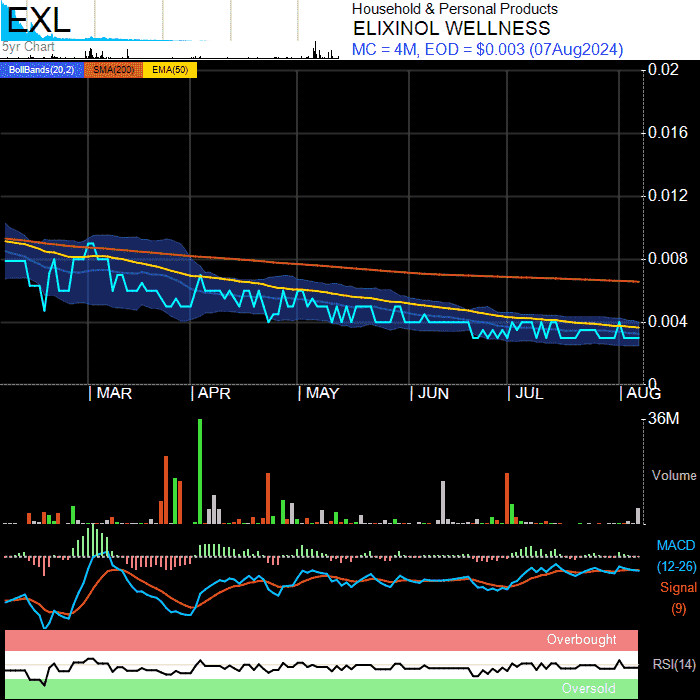 EXL
5yr Chart
Household & Personal Products
ELIXINOL WELLNESS
MC = 4M, EOD = $0.003 (07Aug2024)
BollBands(20,2) SMA(200) EMA(50)
0.02
0.016
0.012
0.008
0.004
0
| MAR | APR | MAY | JUN | JUL | AUG
36M
Volume
MACD
(12-26)
Signal
(9)
Overbought
RSI(14)
Oversold